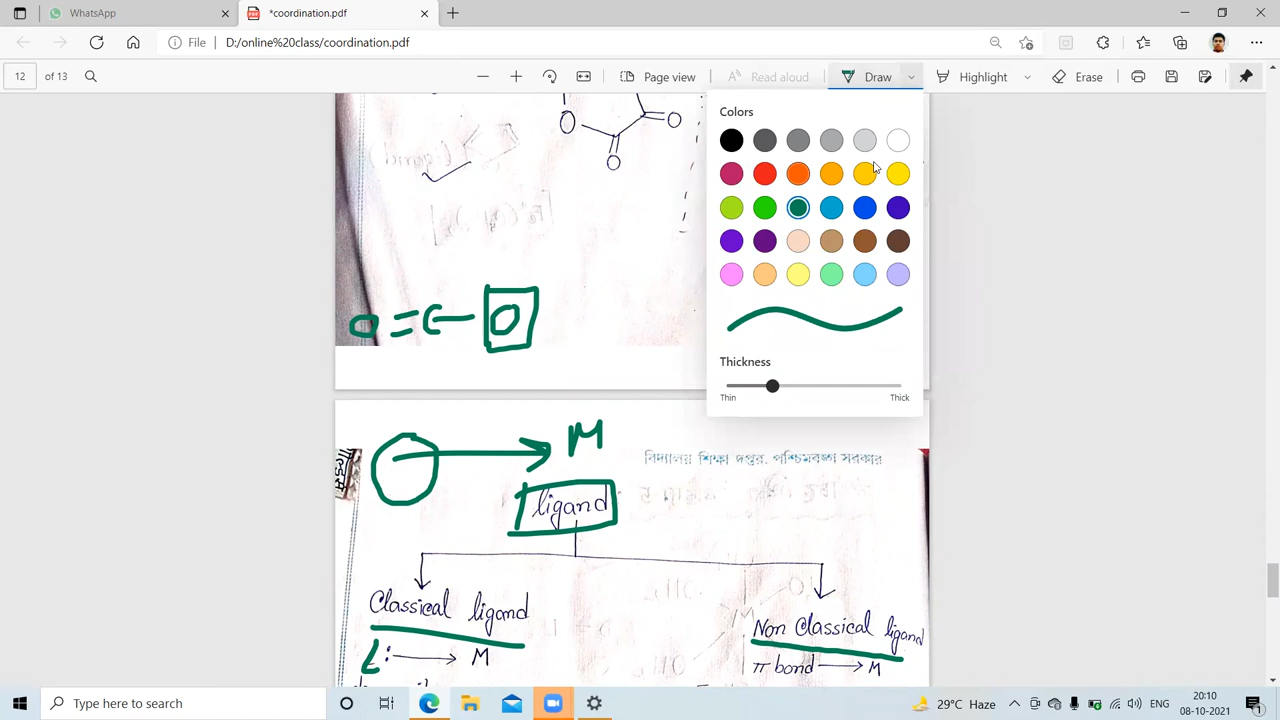 WhatsApp
*coordination.pdf
File
D:/online%20class/coordination.pdf
12
of 13
Page view
Read aloud
Draw
Highlight
Erase
Colors
Thickness
Thin
Thick
O
O
O
O = C - O
M
বিদ্যালয় শিক্ষা দপ্তর. পশ্চিমবঙ্গ সরকার
ligand
Classical ligand
Non Classical ligand
L: → M
π bond → M
Type here to search
29°C Haze
ENG
20:10
08-10-2021
1